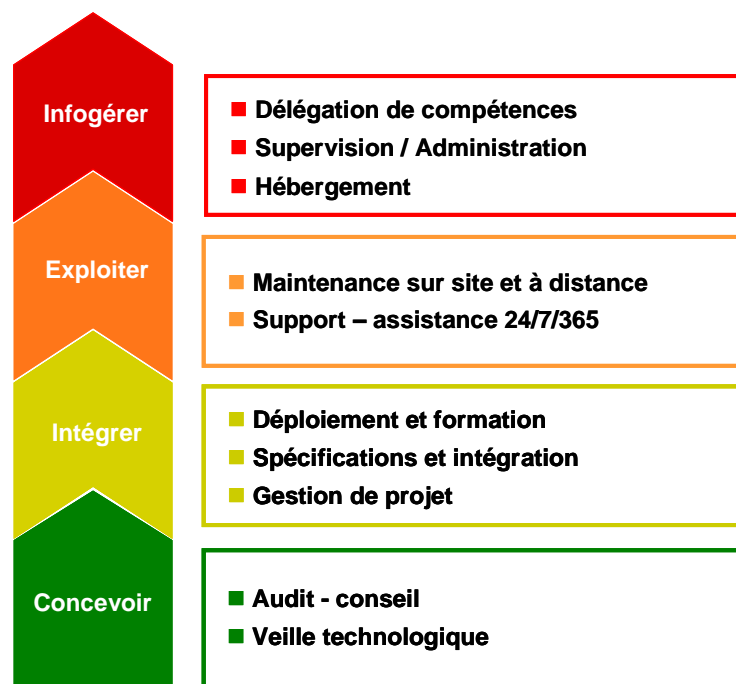 Infogérer
Délégation de compétences
Supervision / Administration
Hébergement
Exploiter
Maintenance sur site et à distance
Support – assistance 24/7/365
Intégrer
Déploiement et formation
Spécifications et intégration
Gestion de projet
Concevoir
Audit - conseil
Veille technologique